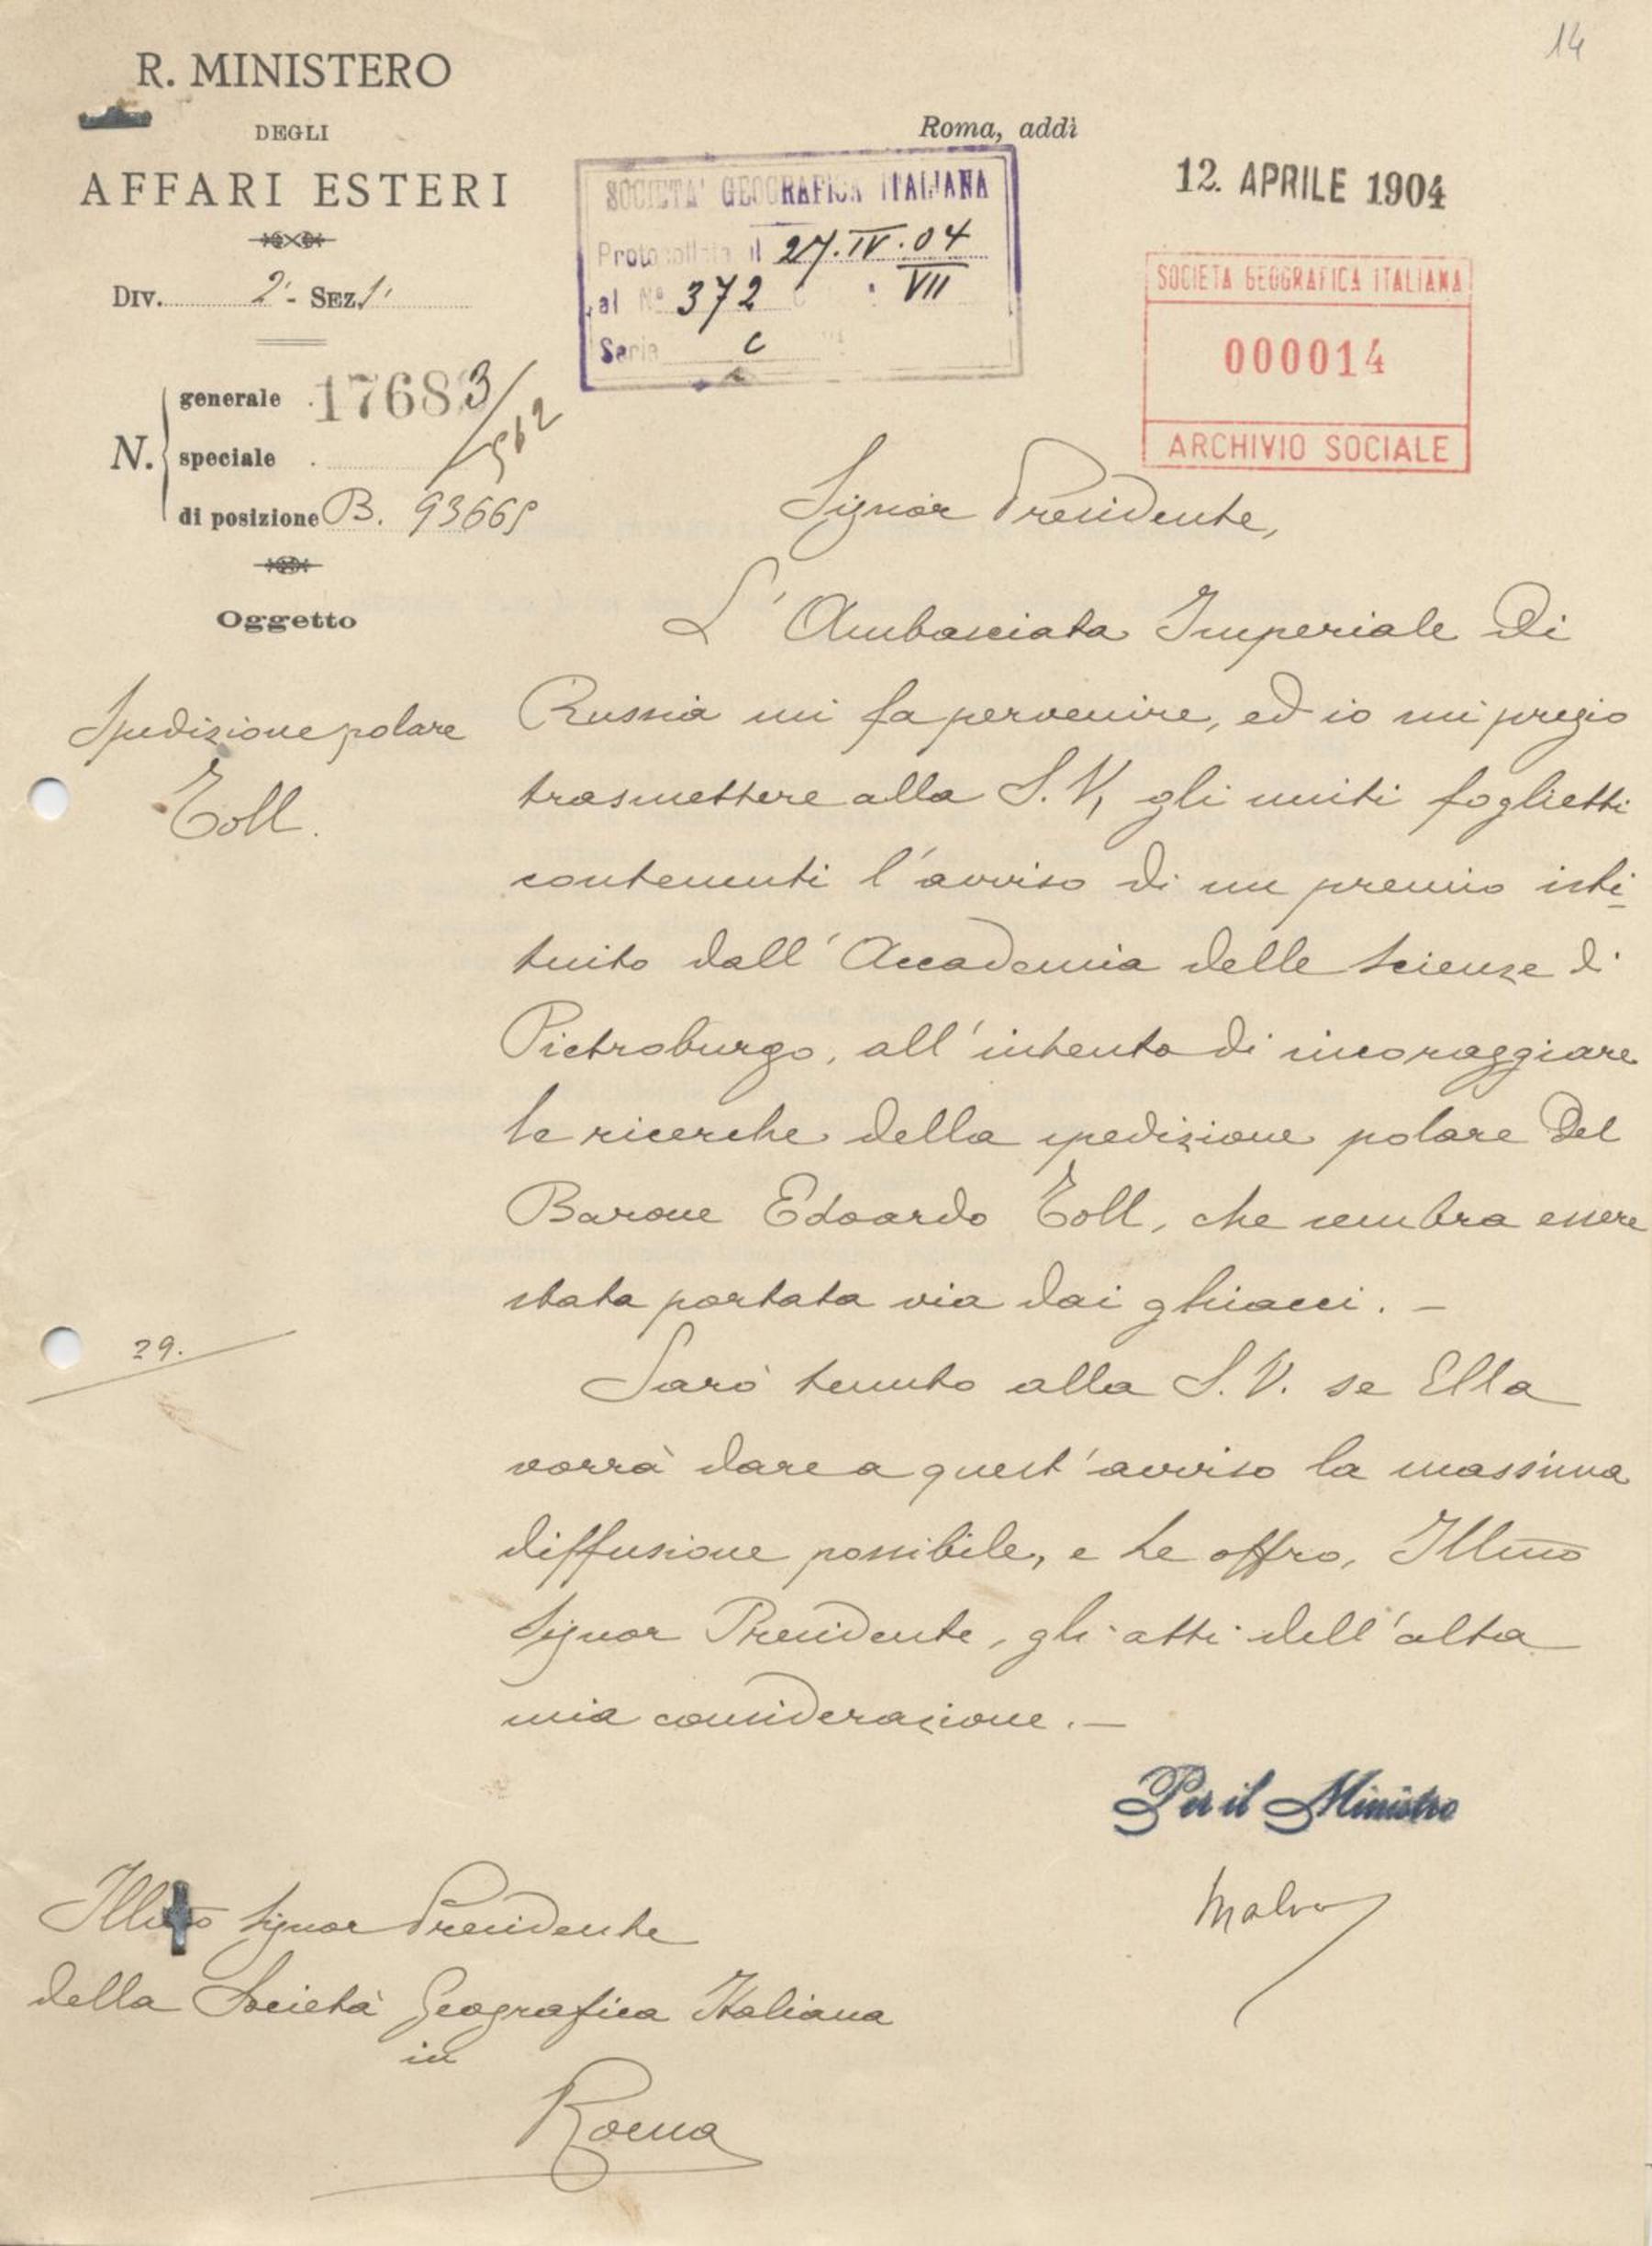 14
R. MINISTERO
DEGLI
AFFARI ESTERI
Div. 2ª - Sez. 1ª
N.
generale 17683/
speciale
di posizione B. 93665
Oggetto
Spedizione polare
Toll.
29.
Roma, addì
12. APRILE 1904
SOCIETA' GEOGRAFICA ITALIANA
Protocollata il 27.IV.04
al Nº 372 C VII
Serie C
SOCIETA GEOGRAFICA ITALIANA
000014
ARCHIVIO SOCIALE
Signor Presidente,
L'Ambasciata Imperiale di
Russia mi fa pervenire, ed io mi pregio
trasmettere alla S.V, gli uniti foglietti
contenenti l'avviso di un premio isti-
tuito dall'Accademia delle Scienze di
Pietroburgo, all'intento di incoraggiare
le ricerche della spedizione polare del
Barone Edoardo Toll, che sembra essere
stata portata via dai ghiacci. -
Sarò tenuto alla S.V. se Ella
vorrà dare a quest'avviso la massima
diffusione possibile, e Le offro, Illmo
Signor Presidente, gli atti dell'alta
mia considerazione. -
Per il Ministro
Illmo Signor Presidente
della Società Geografica Italiana
in
Roma